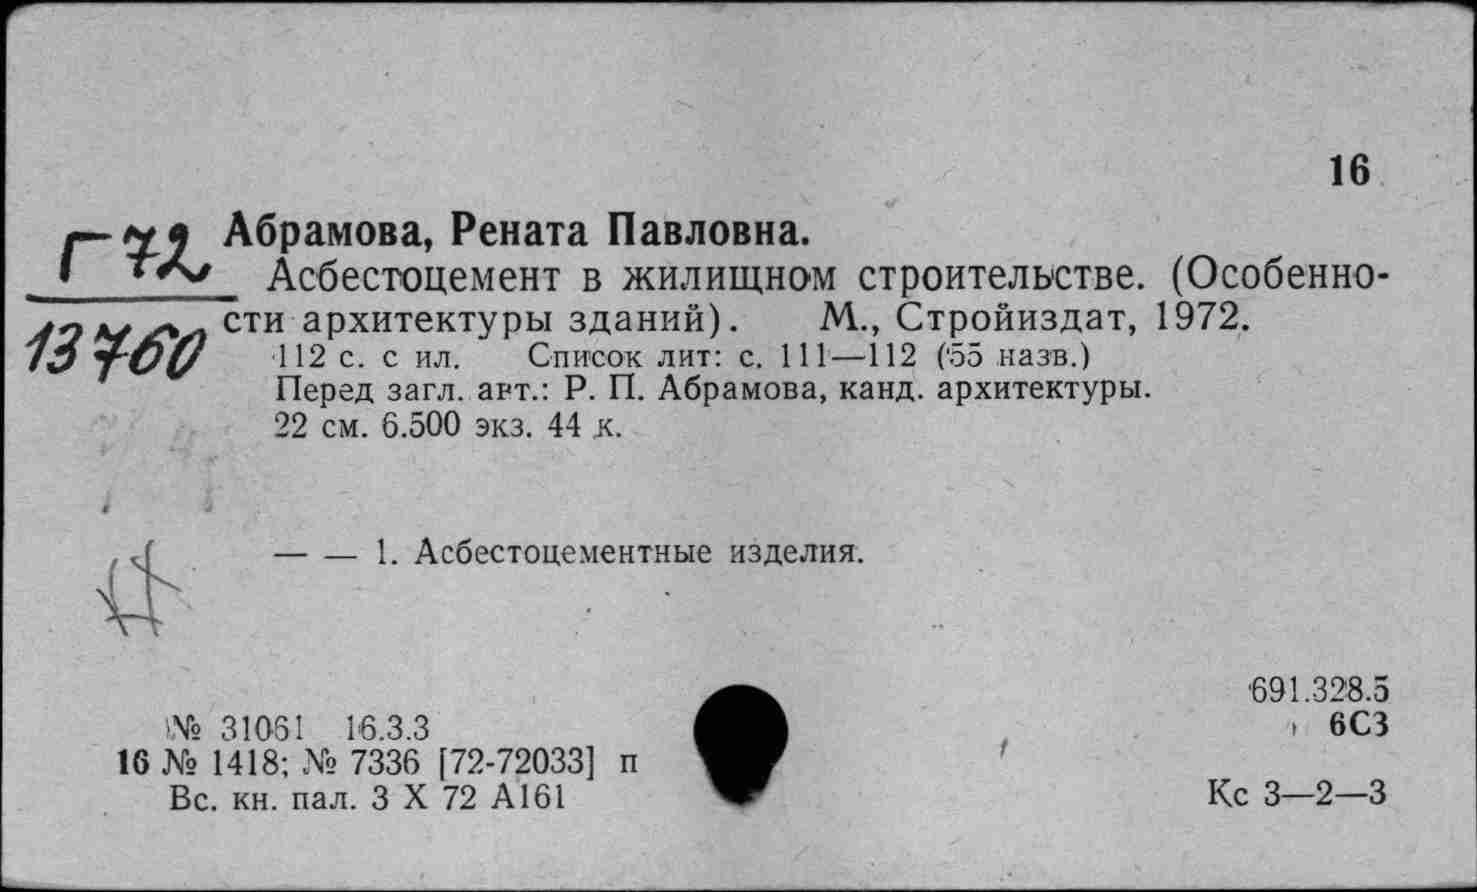 16
Г 72
13760
Абрамова, Рената Павловна.
Асбестоцемент в жилищном строительстве. (Особенно-
сти архитектуры зданий). М., Стройиздат, 1972.
112 с. с ил. Список лит: с. 111—112 (55 назв.)
Перед загл. авт.: Р. П. Абрамова, канд. архитектуры.
22 см. 6.500 экз. 44 к.
— — 1. Асбестоцементные изделия.
691.328.5
6С3
№ 31061 16.3.3
16 № 1418; № 7336 [72-72033] п
Вс. кн. пал. 3 X 72 А161
Кс 3—2—3